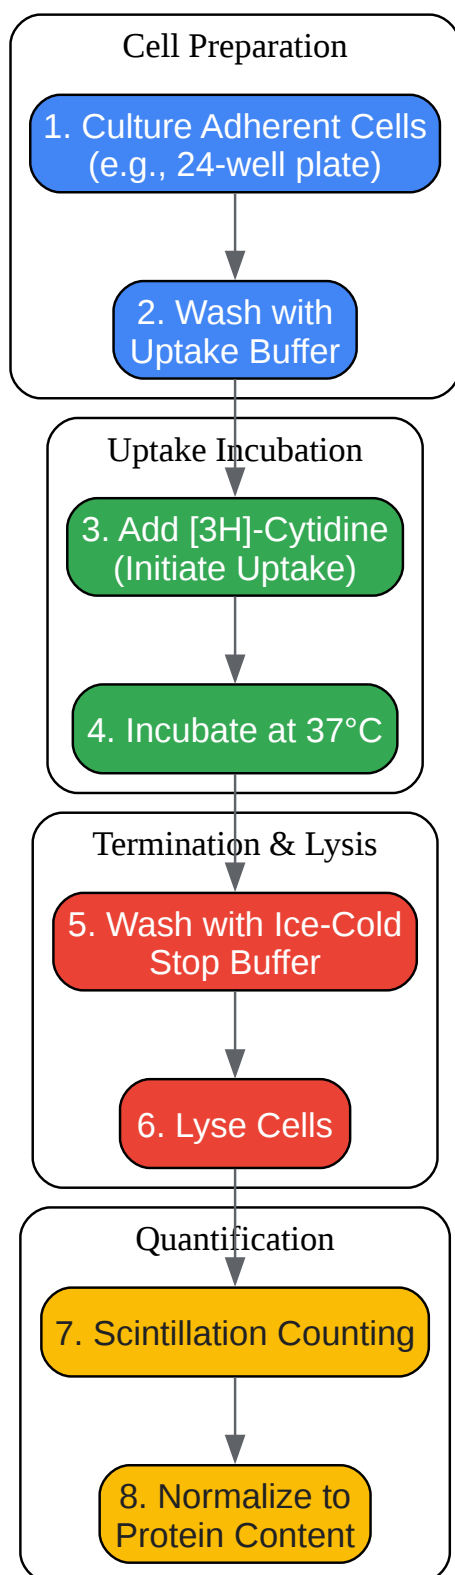 Cell Preparation
1. Culture Adherent Cells
(e.g., 24-well plate)
2. Wash with
Uptake Buffer
Uptake Incubation
3. Add [3H]-Cytidine
(Initiate Uptake)
4. Incubate at 37°C
Termination & Lysis
5. Wash with Ice-Cold
Stop Buffer
6. Lyse Cells
Quantification
7. Scintillation Counting
8. Normalize to
Protein Content